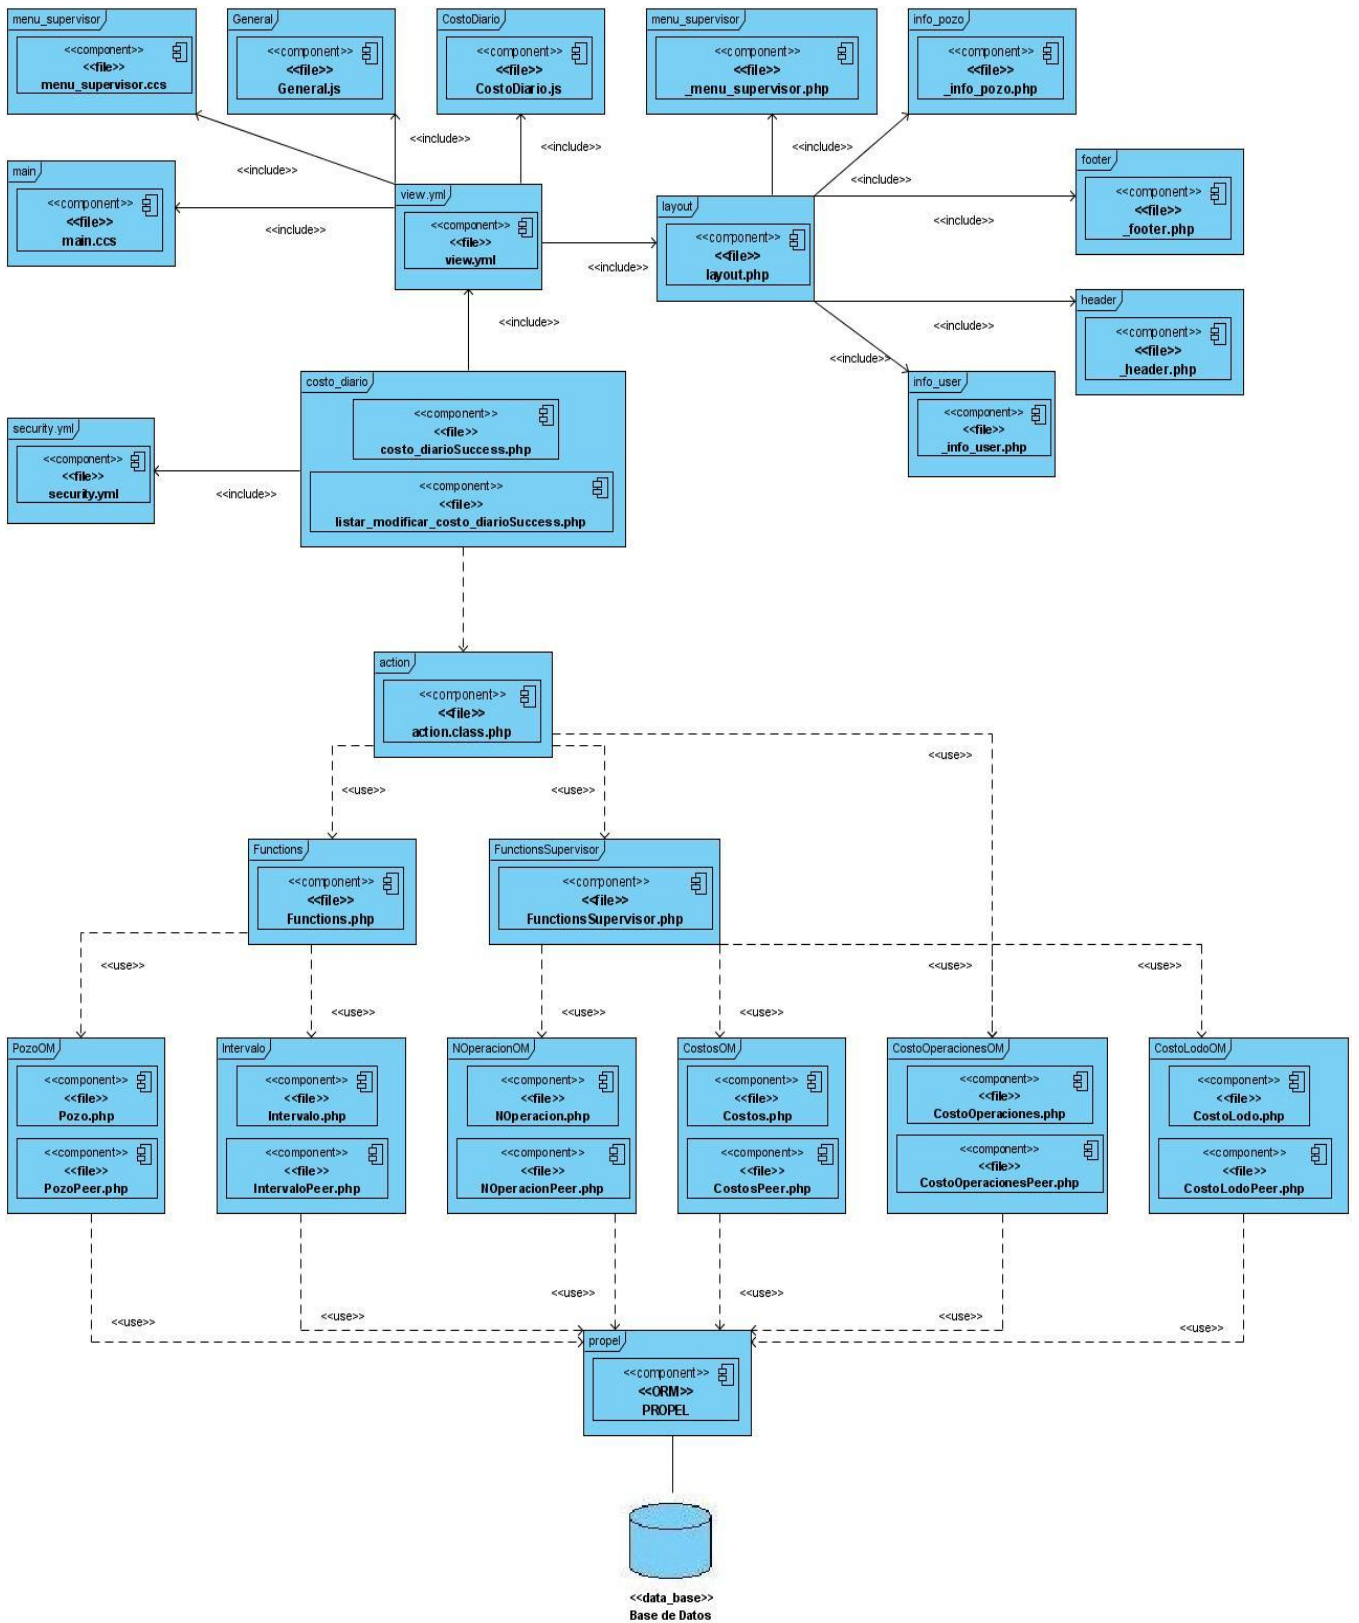 menu_supervisor
<<component>>
<<file>>
menu_supervisor.ccs
General
<<component>>
<<file>>
General.js
CostoDiario
<<component>>
<<file>>
CostoDiario.js
menu_supervisor
<<component>>
<<file>>
_menu_supervisor.php
info_pozo
<<component>>
<<file>>
_info_pozo.php
<<include>>
<<include>>
<<include>>
<<include>>
<<include>>
main
<<component>>
<<file>>
main.ccs
<<include>>
view.yml
<<component>>
<<file>>
view.yml
<<include>>
layout
<<component>>
<<file>>
layout.php
footer
<<component>>
<<file>>
_footer.php
<<include>>
header
<<component>>
<<file>>
_header.php
<<include>>
<<include>>
info_user
<<component>>
<<file>>
_info_user.php
<<include>>
costo_diario
<<component>>
<<file>>
costo_diarioSuccess.php
<<component>>
<<file>>
listar_modificar_costo_diarioSuccess.php
security.yml
<<component>>
<<file>>
security.yml
<<include>>
action
<<component>>
<<file>>
action.class.php
<<use>>
<<use>>
<<use>>
Functions
<<component>>
<<file>>
Functions.php
FunctionsSupervisor
<<component>>
<<file>>
FunctionsSupervisor.php
<<use>>
<<use>>
<<use>>
<<use>>
<<use>>
<<use>>
PozoOM
<<component>>
<<file>>
Pozo.php
<<component>>
<<file>>
PozoPeer.php
Intervalo
<<component>>
<<file>>
Intervalo.php
<<component>>
<<file>>
IntervaloPeer.php
NOperacionOM
<<component>>
<<file>>
NOperacion.php
<<component>>
<<file>>
NOperacionPeer.php
CostosOM
<<component>>
<<file>>
Costos.php
<<component>>
<<file>>
CostosPeer.php
CostoOperacionesOM
<<component>>
<<file>>
CostoOperaciones.php
<<component>>
<<file>>
CostoOperacionesPeer.php
CostoLodoOM
<<component>>
<<file>>
CostoLodo.php
<<component>>
<<file>>
CostoLodoPeer.php
<<use>>
<<use>>
<<use>>
<<use>>
<<use>>
<<use>>
propel
<<component>>
<<ORM>>
PROPEL
<<data_base>>
Base de Datos